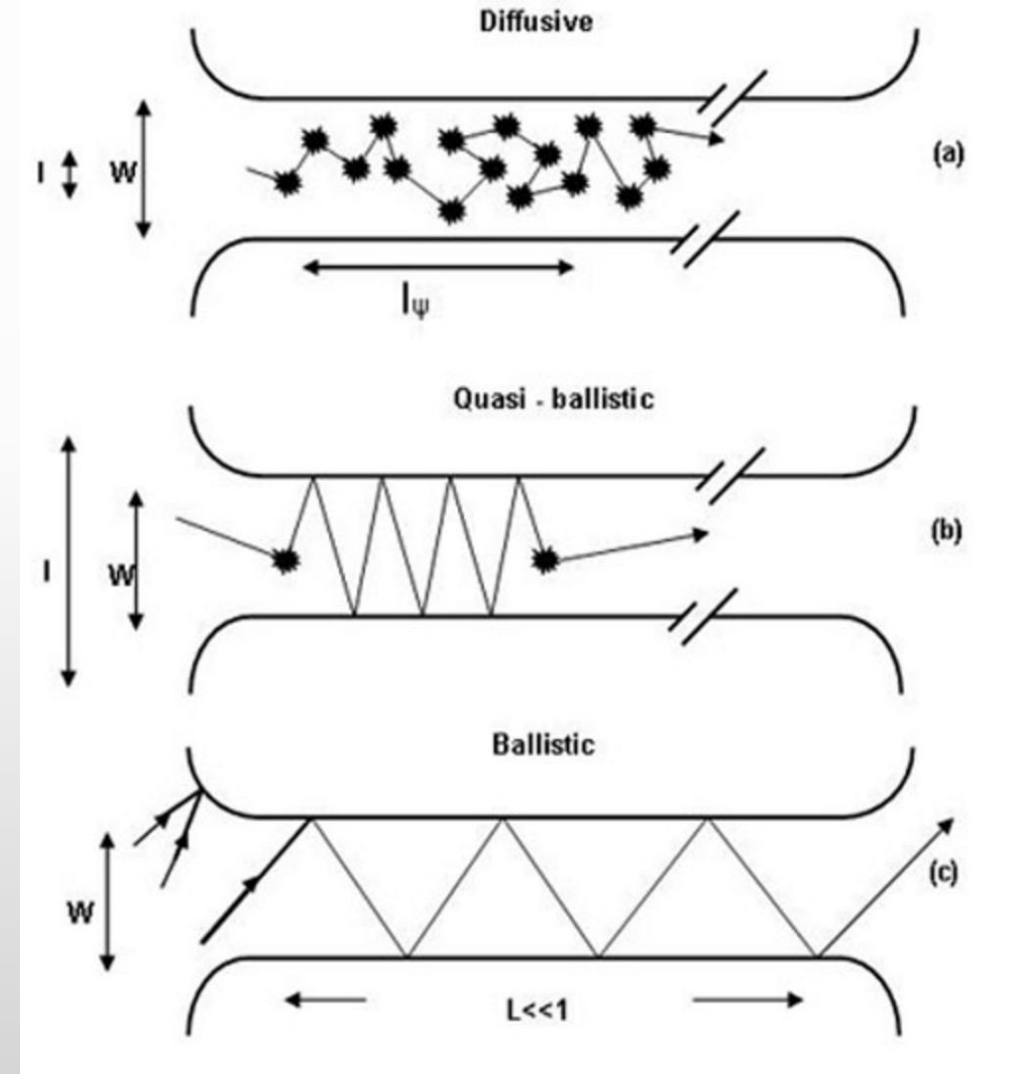 Diffusive
(a)
l W
lψ
Quasi - ballistic
(b)
l W
Ballistic
(c)
W
L<<1